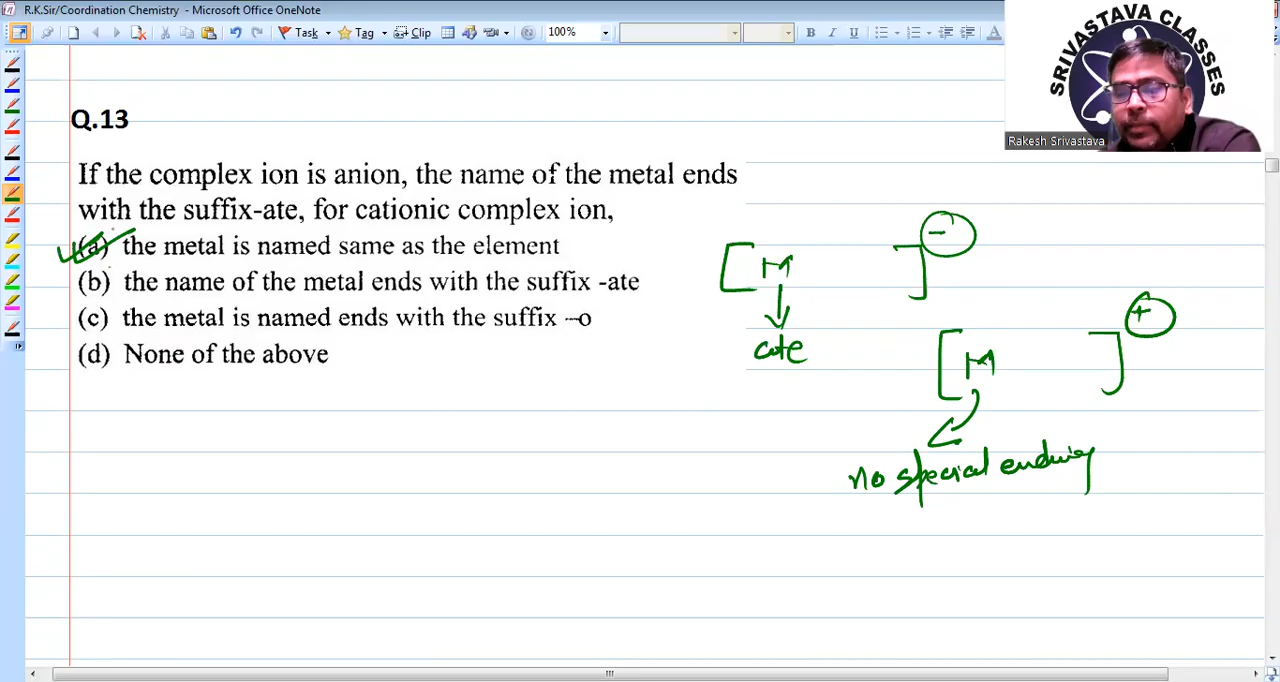 R.K.Sir/Coordination Chemistry - Microsoft Office OneNote
Task
Tag
Clip
100%
B I U A
SRIVASTAVA CLASSES
Rakesh Srivastava
Q.13
If the complex ion is anion, the name of the metal ends
with the suffix-ate, for cationic complex ion,
(a) the metal is named same as the element
(b) the name of the metal ends with the suffix -ate
(c) the metal is named ends with the suffix –o
(d) None of the above
[M ]⁻
ate
[M ]⁺
no special ending